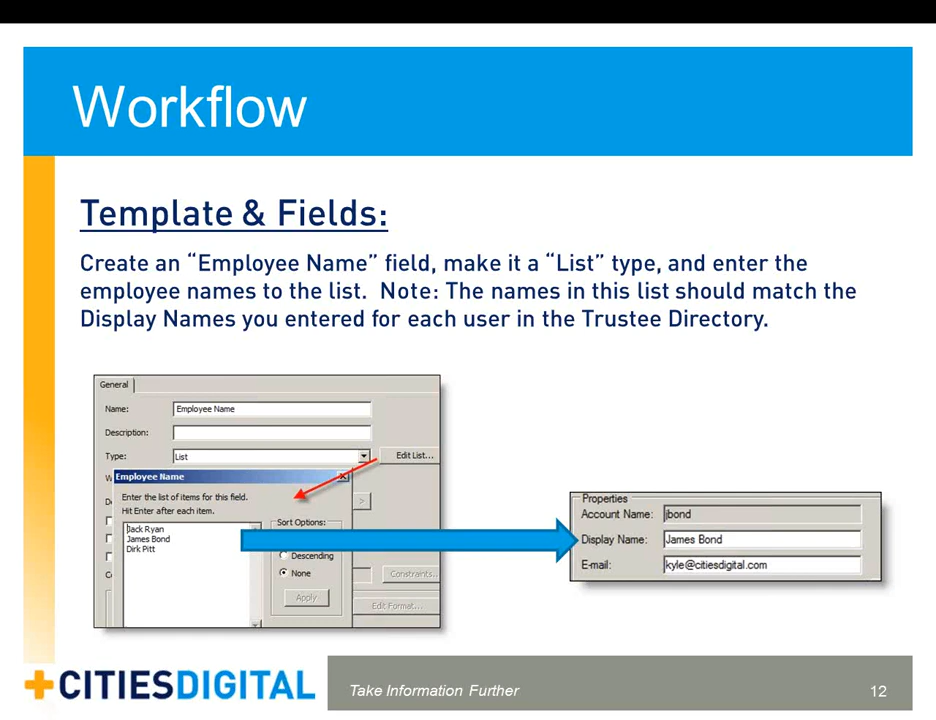 Workflow
Template & Fields:
Create an “Employee Name” field, make it a “List” type, and enter the
employee names to the list. Note: The names in this list should match the
Display Names you entered for each user in the Trustee Directory.
General
Name: Employee Name
Description:
Type: List Edit List...
Employee Name X
Enter the list of items for this field.
Hit Enter after each item.
>
Jack Ryan
James Bond
Dirk Pitt
Sort Options:
Descending
None
Apply
Constraints..
Edit Format...
Properties
Account Name: jbond
Display Name: James Bond
E-mail: kyle@citiesdigital.com
CITIESDIGITAL
Take Information Further
12